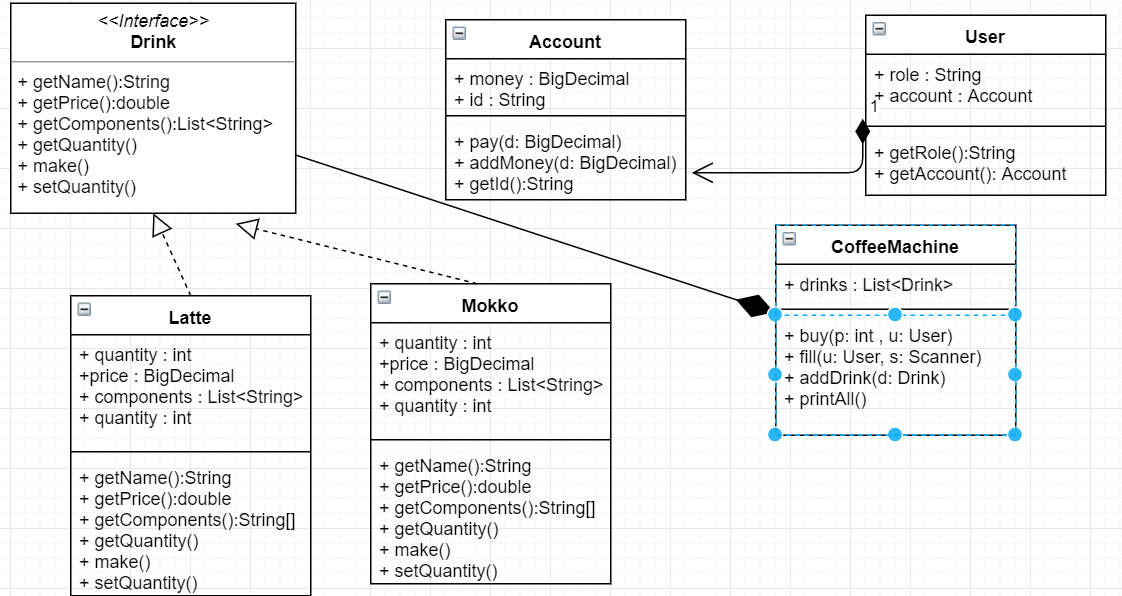 <<Interface>>
Drink
+ getName():String
+ getPrice():double
+ getComponents():List<String>
+ getQuantity()
+ make()
+ setQuantity()
Account
+ money : BigDecimal
+ id : String
+ pay(d: BigDecimal)
+ addMoney(d: BigDecimal)
+ getId():String
User
+ role : String
+ account : Account
1
+ getRole():String
+ getAccount(): Account
CoffeeMachine
+ drinks : List<Drink>
+ buy(p: int , u: User)
+ fill(u: User, s: Scanner)
+ addDrink(d: Drink)
+ printAll()
Latte
+ quantity : int
+price : BigDecimal
+ components : List<String>
+ quantity : int
+ getName():String
+ getPrice():double
+ getComponents():String[]
+ getQuantity()
+ make()
+ setQuantity()
Mokko
+ quantity : int
+price : BigDecimal
+ components : List<String>
+ quantity : int
+ getName():String
+ getPrice():double
+ getComponents():String[]
+ getQuantity()
+ make()
+ setQuantity()